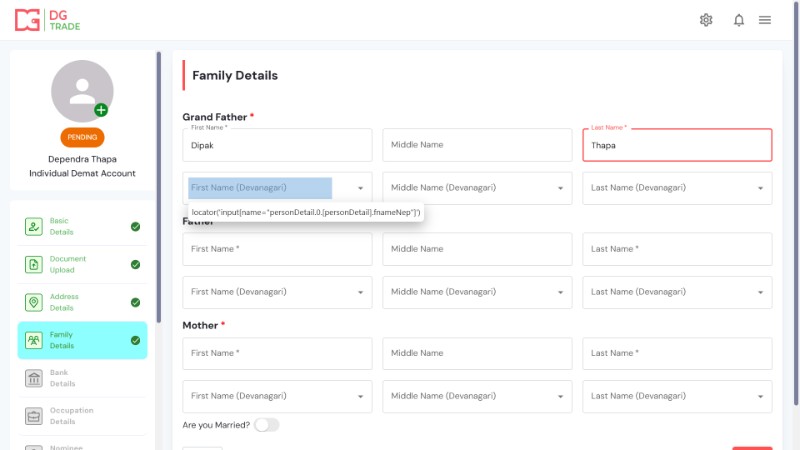 DG
TRADE
PENDING
Dependra Thapa
Individual Demat Account
Basic
Details
Document
Upload
Address
Details
Family
Details
Bank
Details
Occupation
Details
Nominee
Family Details
Grand Father *
First Name *
Dipak
Middle Name
Last Name *
Thapa
First Name (Devanagari)
Middle Name (Devanagari)
Last Name (Devanagari)
locator('input[name="personDetail.0.[personDetail].fnameNep"]')
Father
First Name *
Middle Name
Last Name *
First Name (Devanagari)
Middle Name (Devanagari)
Last Name (Devanagari)
Mother *
First Name *
Middle Name
Last Name *
First Name (Devanagari)
Middle Name (Devanagari)
Last Name (Devanagari)
Are you Married?